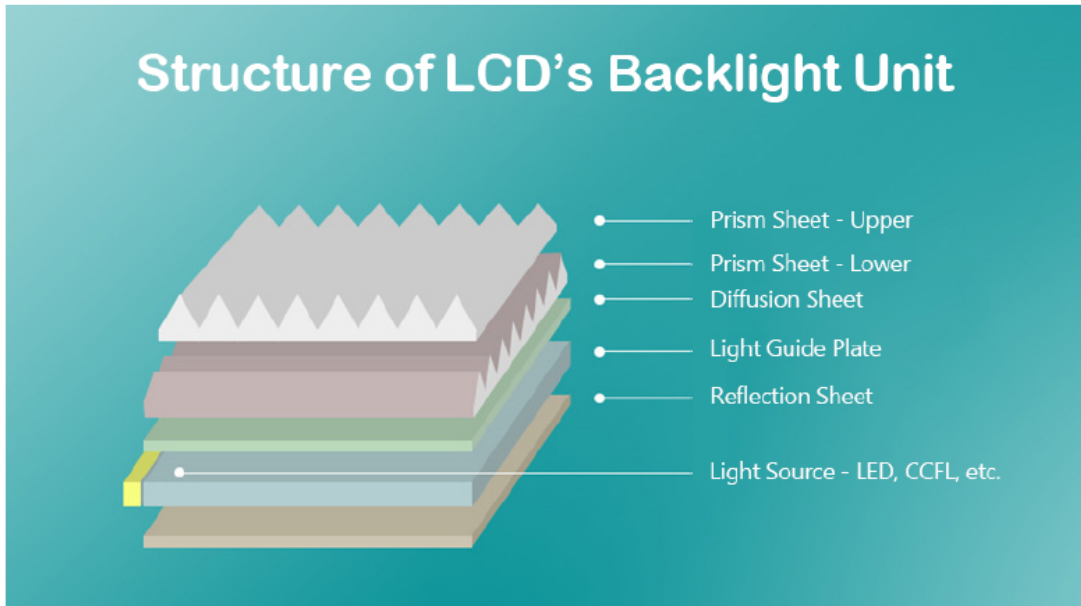 Structure of LCD's Backlight Unit
Prism Sheet - Upper
Prism Sheet - Lower
Diffusion Sheet
Light Guide Plate
Reflection Sheet
Light Source - LED, CCFL, etc.